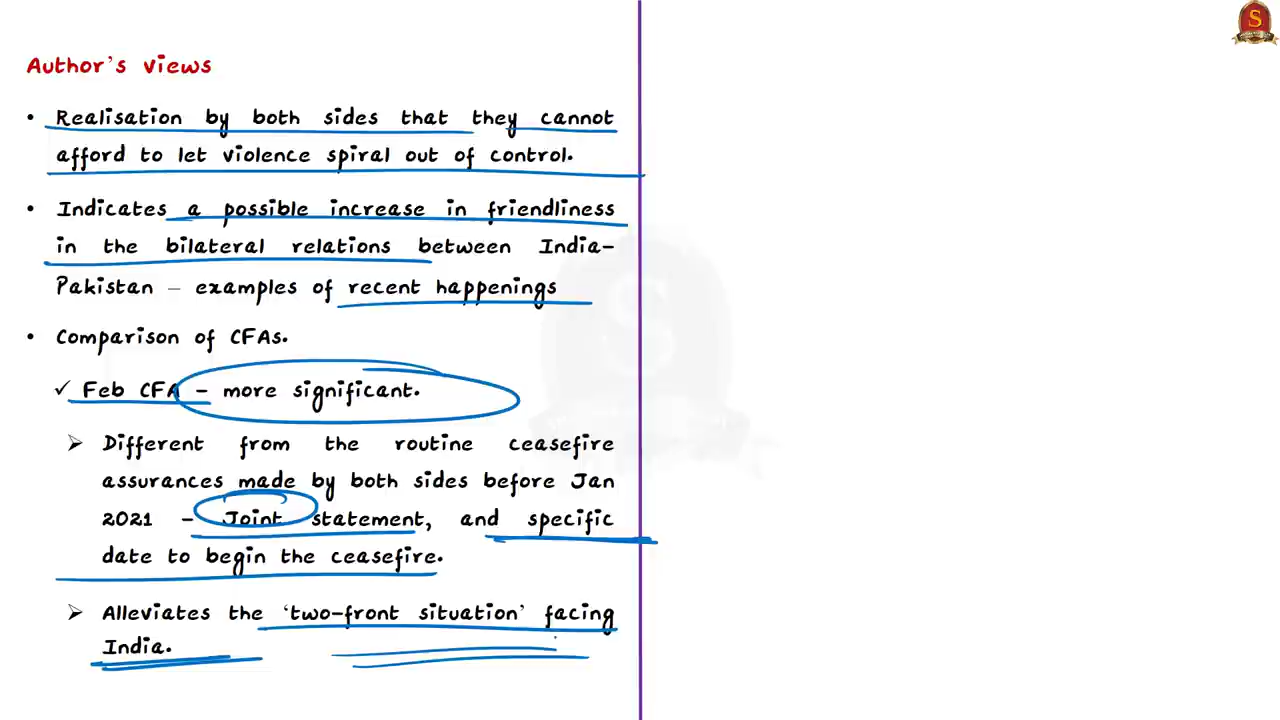 Author's views
• Realisation by both sides that they cannot
afford to let violence spiral out of control.
• Indicates a possible increase in friendliness
in the bilateral relations between India-
Pakistan – examples of recent happenings
• Comparison of CFAs.
✓ Feb CFA - more significant.
➢ Different from the routine ceasefire
assurances made by both sides before Jan
2021 - Joint statement, and specific
date to begin the ceasefire.
➢ Alleviates the 'two-front situation' facing
India.
S